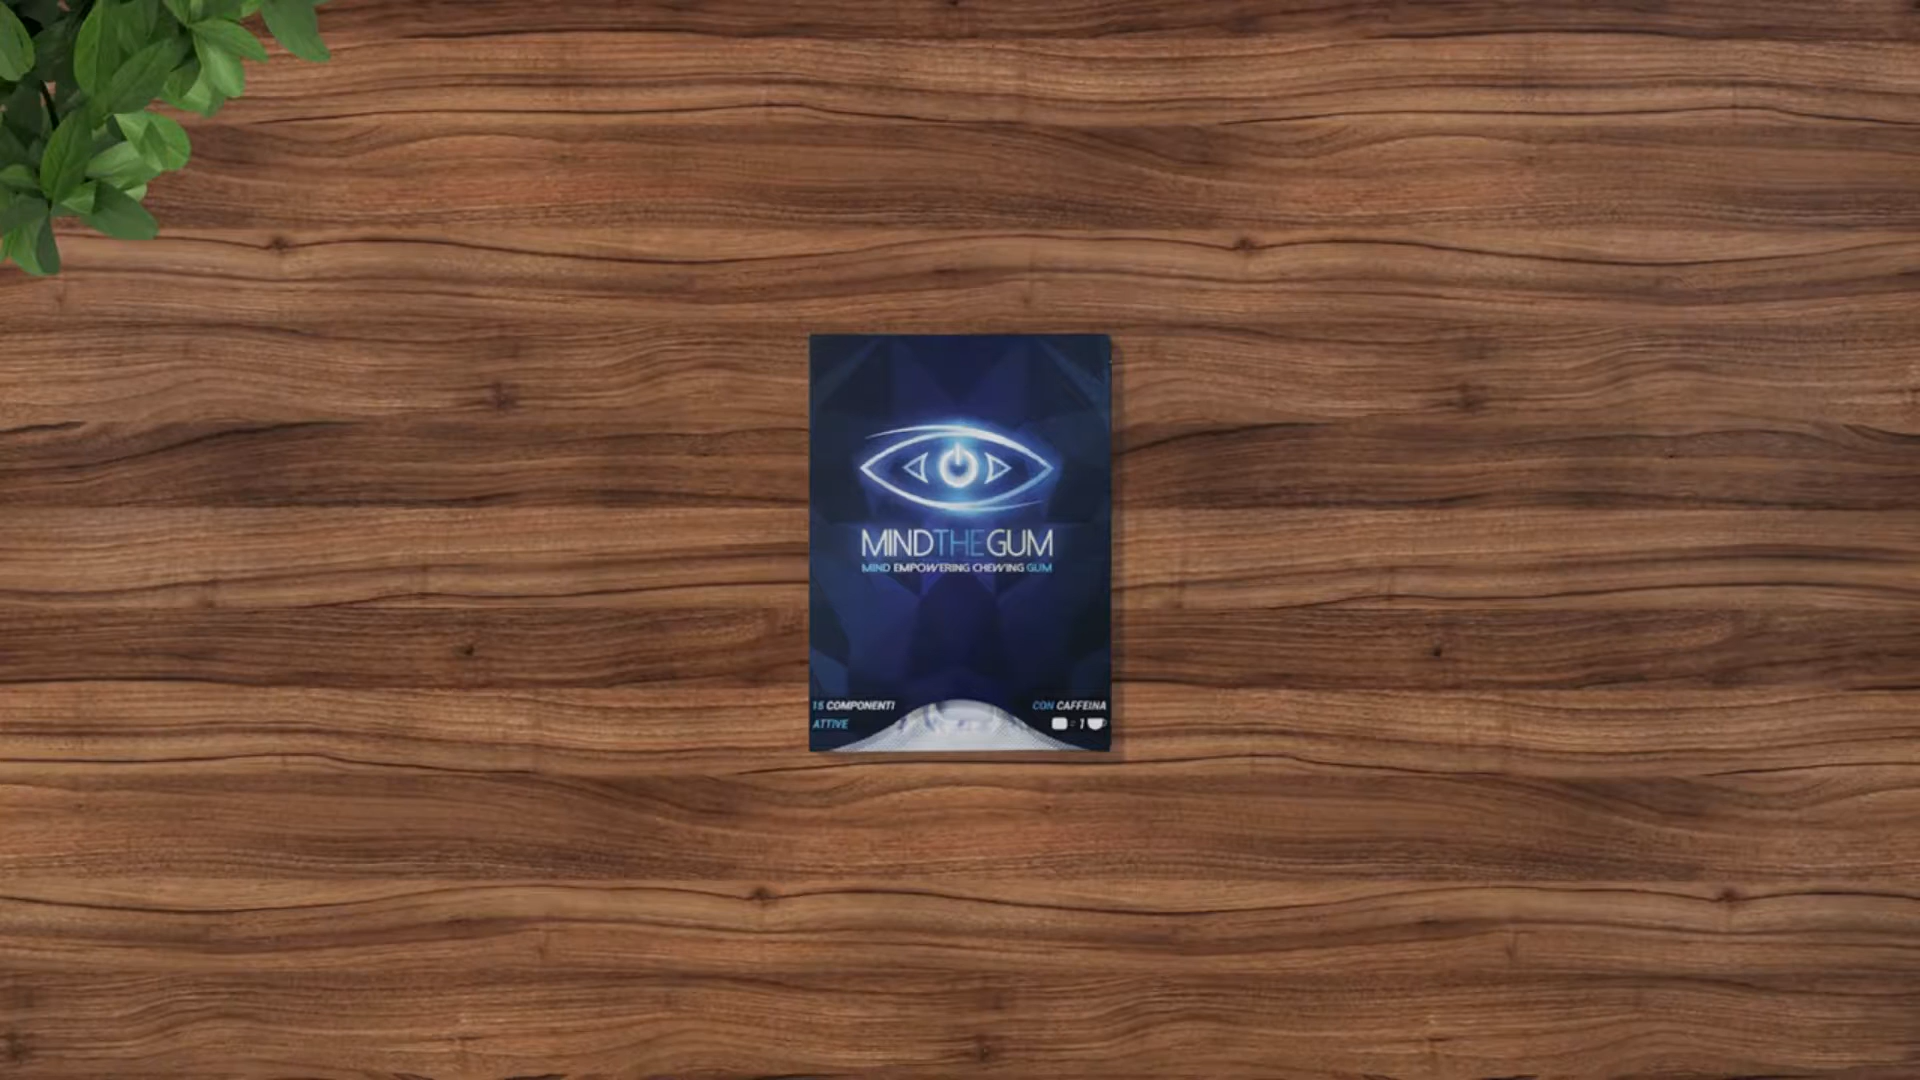 MINDTHEGUM
MIND EMPOWERING CHEWING GUM
15 COMPONENTI
ATTIVE
CON CAFFEINA
= 1